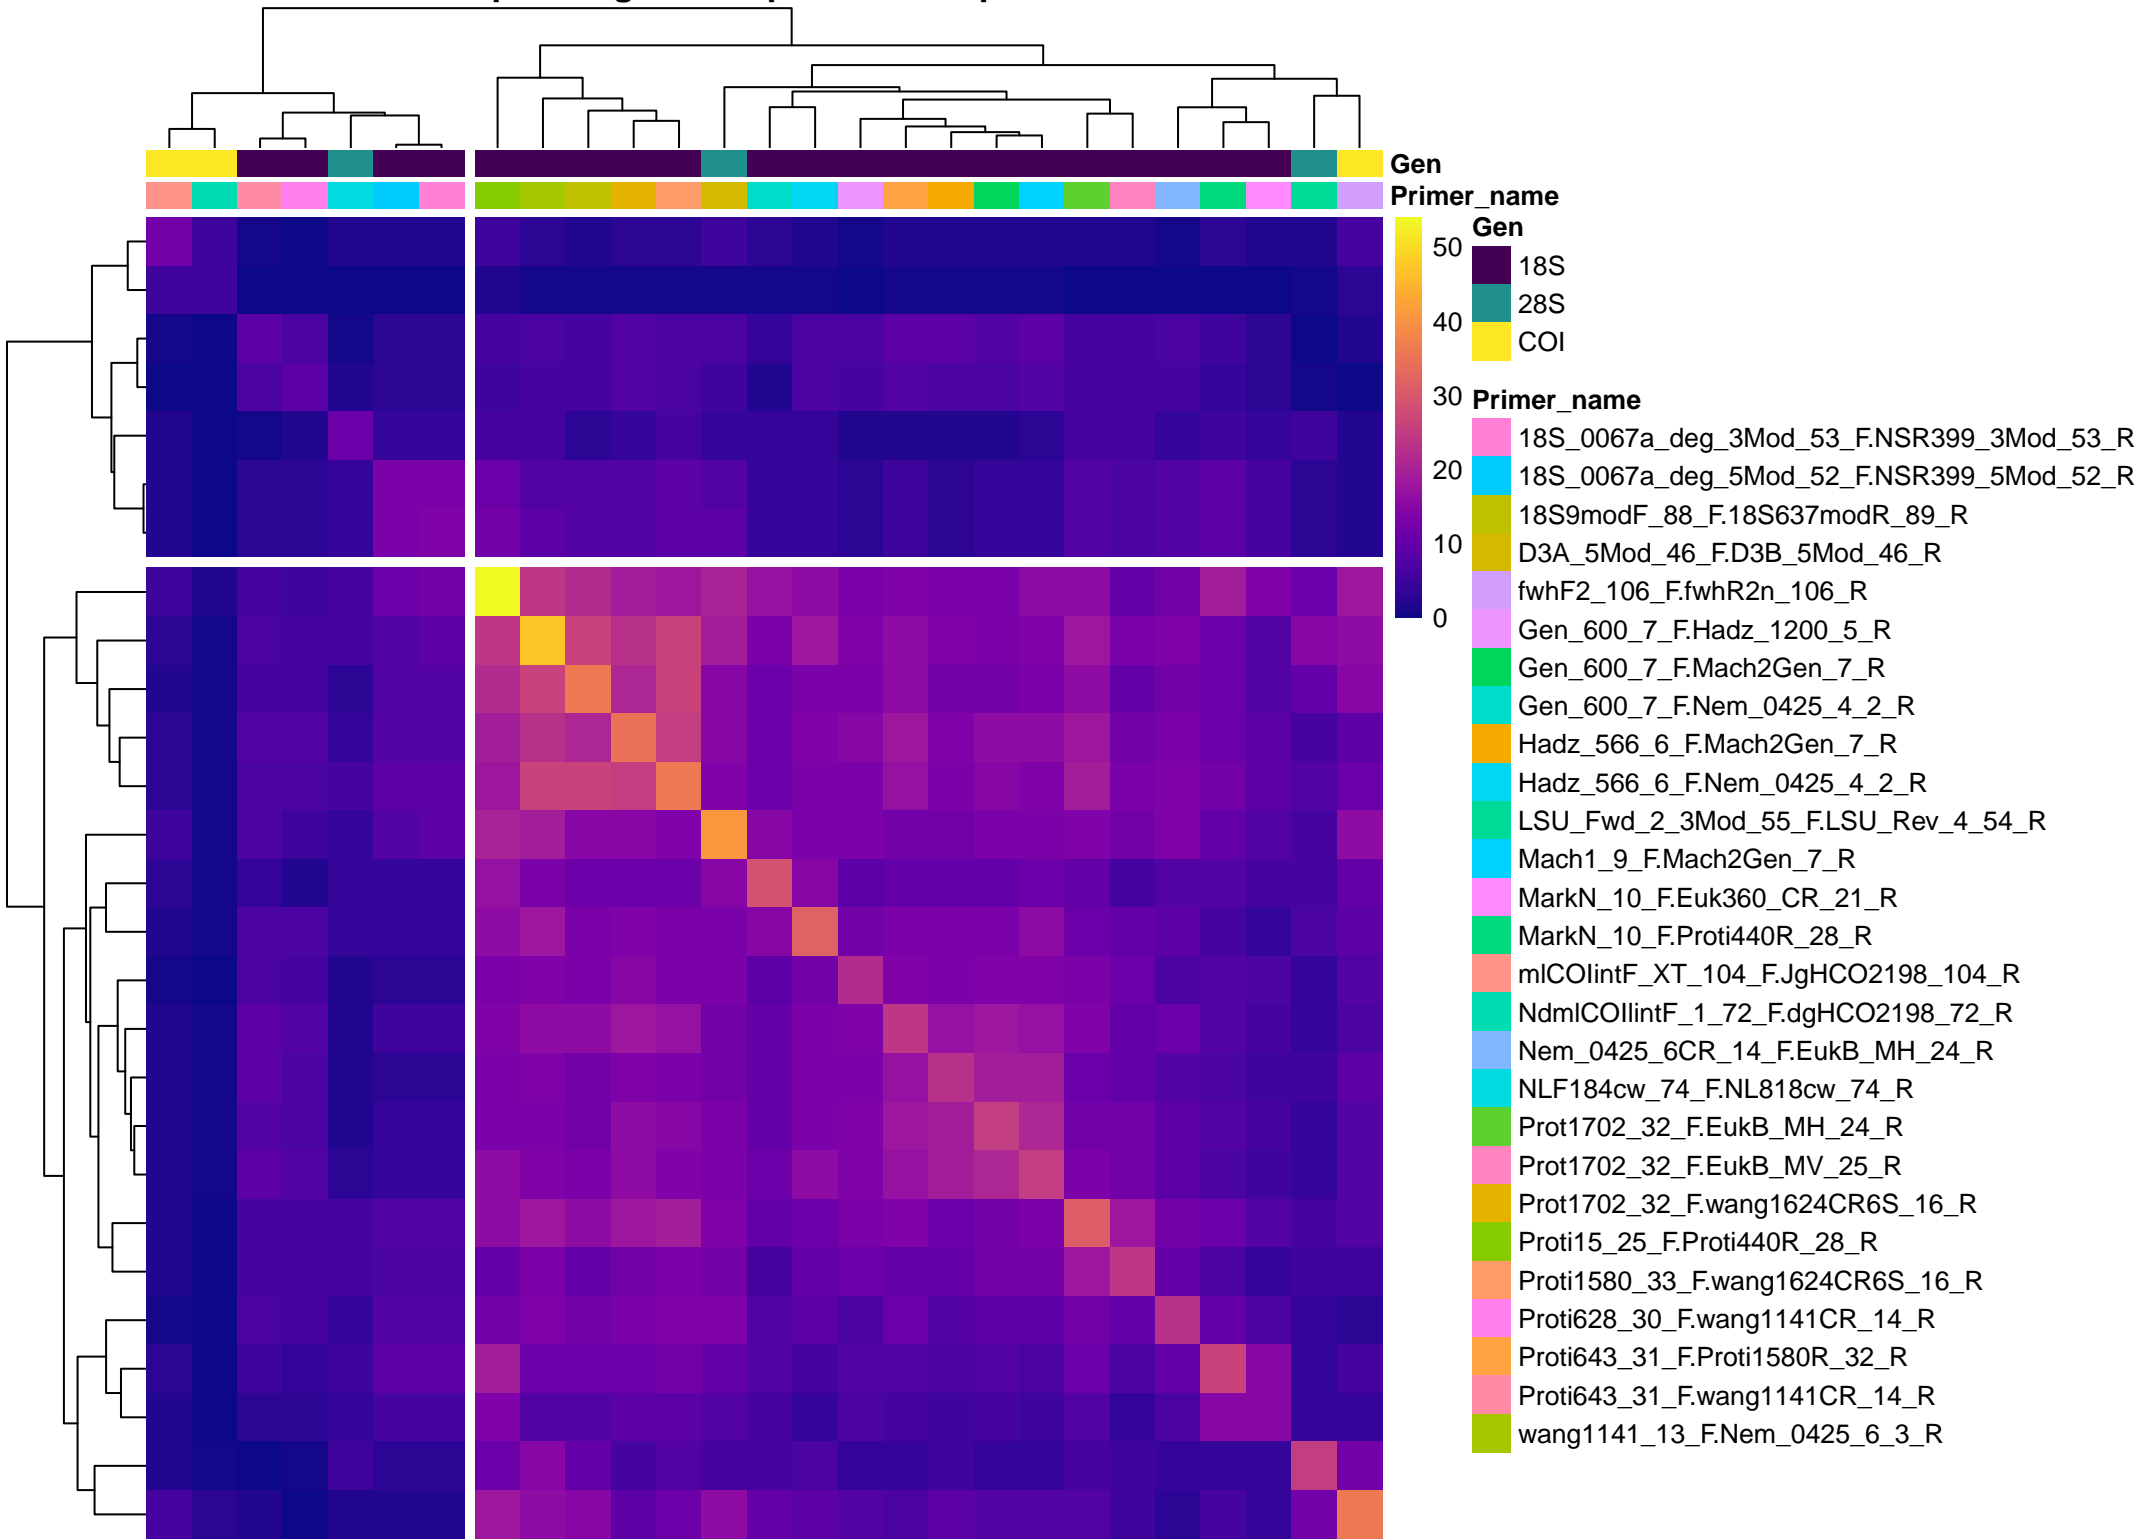 Gen
Primer_name
Gen
18S
28S
COI
50
40
30
20
10
0
Primer_name
18S_0067a_deg_3Mod_53_F.NSR399_3Mod_53_R
18S_0067a_deg_5Mod_52_F.NSR399_5Mod_52_R
18S9modF_88_F.18S637modR_89_R
D3A_5Mod_46_F.D3B_5Mod_46_R
fwhF2_106_F.fwhR2n_106_R
Gen_600_7_F.Hadz_1200_5_R
Gen_600_7_F.Mach2Gen_7_R
Gen_600_7_F.Nem_0425_4_2_R
Hadz_566_6_F.Mach2Gen_7_R
Hadz_566_6_F.Nem_0425_4_2_R
LSU_Fwd_2_3Mod_55_F.LSU_Rev_4_54_R
Mach1_9_F.Mach2Gen_7_R
MarkN_10_F.Euk360_CR_21_R
MarkN_10_F.Proti440R_28_R
mlCOIintF_XT_104_F.JgHCO2198_104_R
NdmlCOIlintF_1_72_F.dgHCO2198_72_R
Nem_0425_6CR_14_F.EukB_MH_24_R
NLF184cw_74_F.NL818cw_74_R
Prot1702_32_F.EukB_MH_24_R
Prot1702_32_F.EukB_MV_25_R
Prot1702_32_F.wang1624CR6S_16_R
Proti15_25_F.Proti440R_28_R
Proti1580_33_F.wang1624CR6S_16_R
Proti628_30_F.wang1141CR_14_R
Proti643_31_F.Proti1580R_32_R
Proti643_31_F.wang1141CR_14_R
wang1141_13_F.Nem_0425_6_3_R